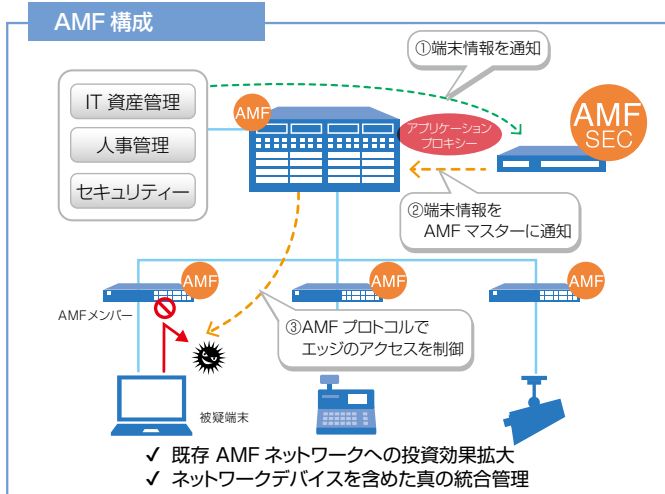 AMF 構成
①端末情報を通知
IT 資産管理
人事管理
セキュリティー
AMF
アプリケーション
プロキシー
AMF
SEC
②端末情報を
AMF マスターに通知
AMF
AMF
AMF
AMFメンバー
③AMF プロトコルで
エッジのアクセスを制御
被疑端末
✓ 既存 AMF ネットワークへの投資効果拡大
✓ ネットワークデバイスを含めた真の統合管理